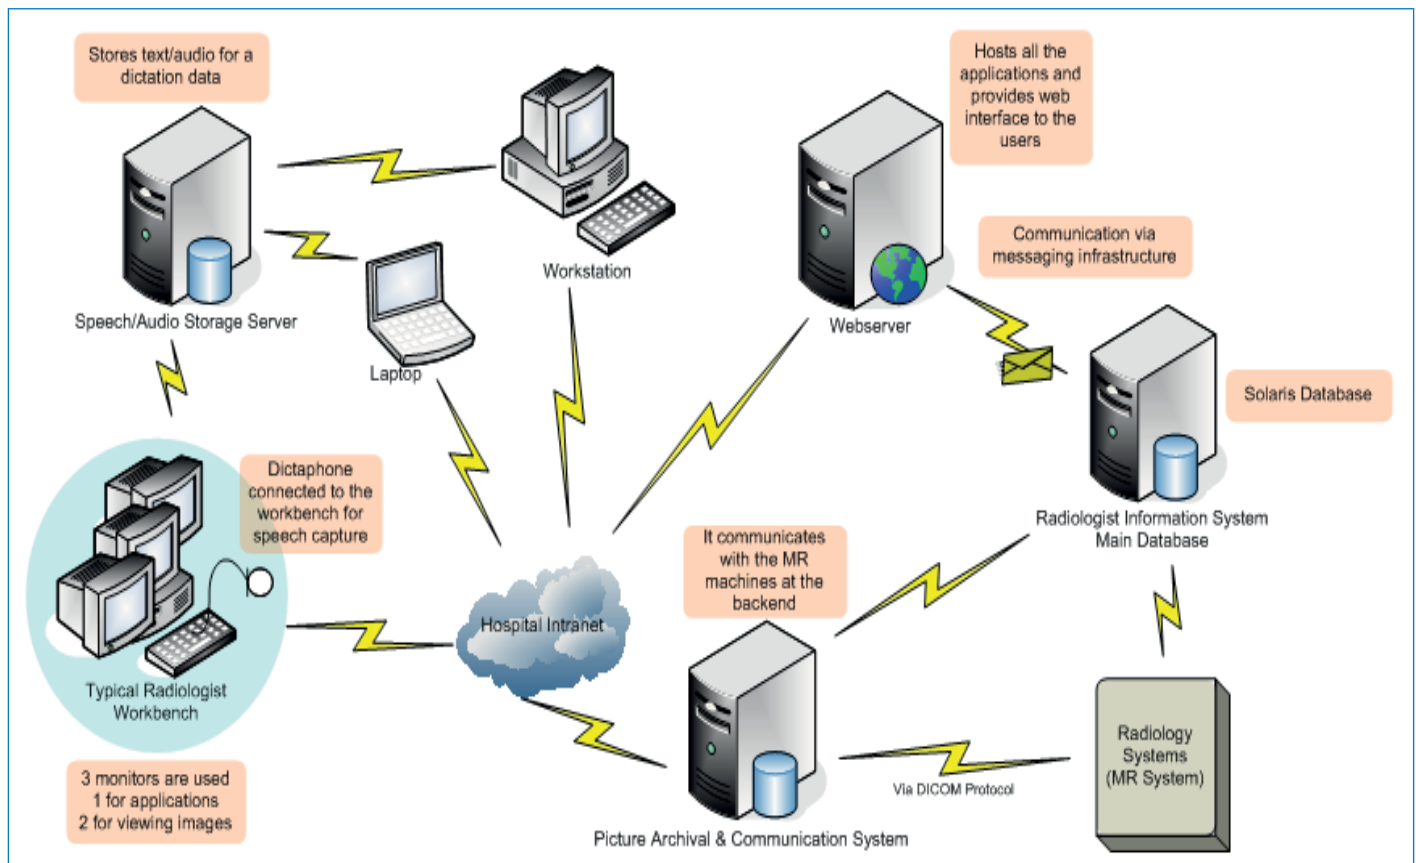 Stores text/audio for a
dictation data
Hosts all the
applications and
provides web
interface to the
users
Communication via
messaging infrastructure
Workstation
Speech/Audio Storage Server
Webserver
Laptop
Solaris Database
Dictaphone
connected to the
workbench for
speech capture
Radiologist Information System
Main Database
It communicates
with the MR
machines at the
backend
Hospital Intranet
Typical Radiologist
Workbench
Radiology
Systems
(MR System)
3 monitors are used
1 for applications
2 for viewing images
Via DICOM Protocol
Picture Archival & Communication System